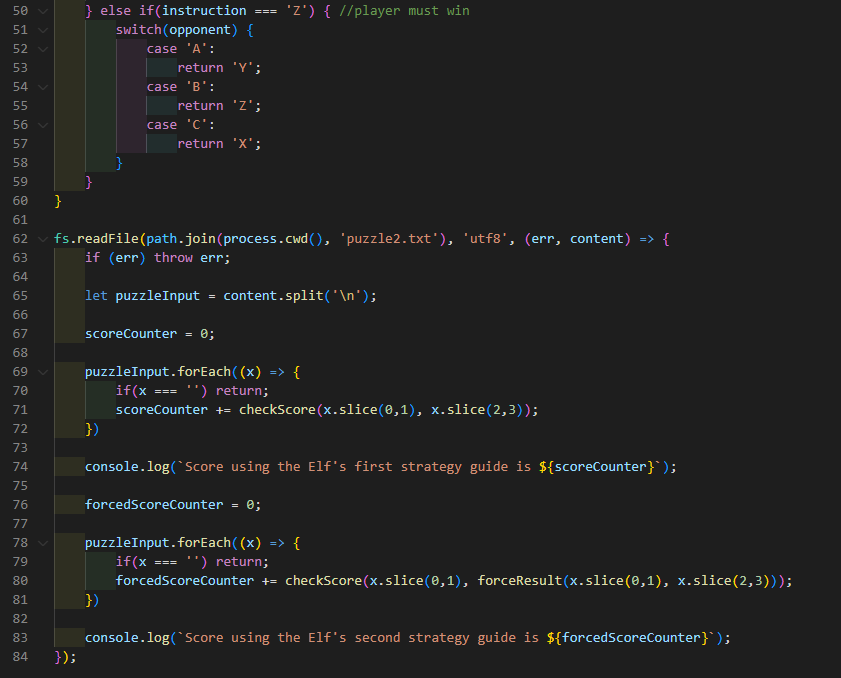 50 } else if(instruction === 'Z') { //player must win
51 switch(opponent) {
52 case 'A':
53 return 'Y';
54 case 'B':
55 return 'Z';
56 case 'C':
57 return 'X';
58 }
59 }
60 }
61
62 fs.readFile(path.join(process.cwd(), 'puzzle2.txt'), 'utf8', (err, content) => {
63 if (err) throw err;
64
65 let puzzleInput = content.split('\n');
66
67 scoreCounter = 0;
68
69 puzzleInput.forEach((x) => {
70 if(x === '') return;
71 scoreCounter += checkScore(x.slice(0,1), x.slice(2,3));
72 })
73
74 console.log(`Score using the Elf's first strategy guide is ${scoreCounter}`);
75
76 forcedScoreCounter = 0;
77
78 puzzleInput.forEach((x) => {
79 if(x === '') return;
80 forcedScoreCounter += checkScore(x.slice(0,1), forceResult(x.slice(0,1), x.slice(2,3)));
81 })
82
83 console.log(`Score using the Elf's second strategy guide is ${forcedScoreCounter}`);
84 });